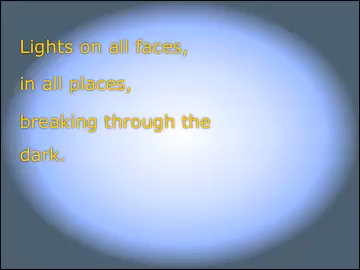 Lights on all faces,
in all places,
breaking through the
dark.